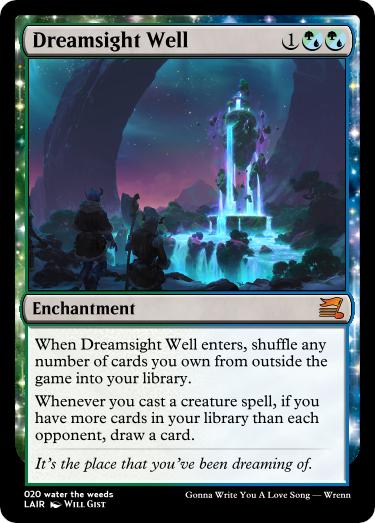 Dreamsight Well 1
Enchantment
When Dreamsight Well enters, shuffle any
number of cards you own from outside the
game into your library.
Whenever you cast a creature spell, if you
have more cards in your library than each
opponent, draw a card.
It's the place that you've been dreaming of.
020 water the weeds
LAIR Will Gist
Gonna Write You A Love Song — Wrenn